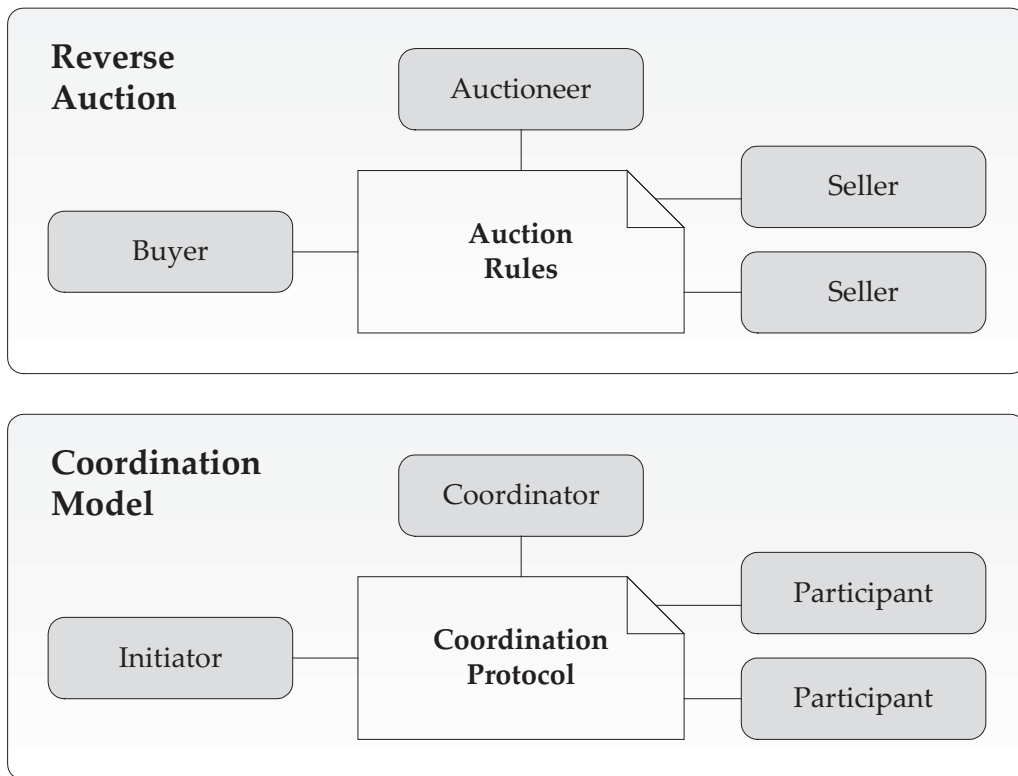 Reverse
Auction
Auctioneer
Buyer
Auction
Rules
Seller
Seller
Coordination
Model
Coordinator
Initiator
Coordination
Protocol
Participant
Participant